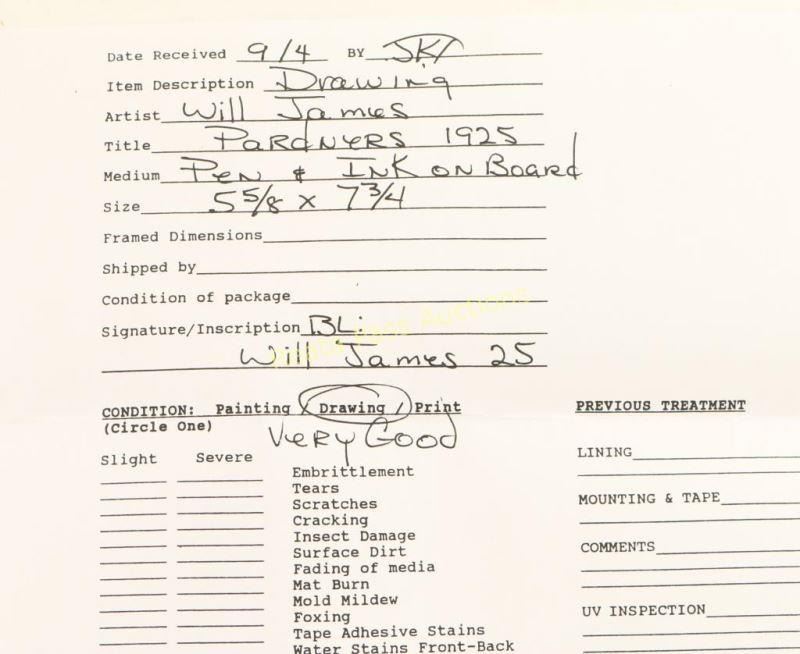 Date Received 9/4 BY JKF
Item Description Drawing
Artist Will James
Title PARDNERS 1925
Medium PEN & INK ON BOARD
Size 5 5/8 x 7 3/4
Framed Dimensions
Shipped by
Condition of package
Signature/Inscription BL:
Will James 25
CONDITION: Painting / Drawing / Print
(Circle One)
VERY GOOD
PREVIOUS TREATMENT
Slight Severe
LINING
Embrittlement
Tears
Scratches
MOUNTING & TAPE
Cracking
Insect Damage
Surface Dirt
COMMENTS
Fading of media
Mat Burn
Mold Mildew
UV INSPECTION
Foxing
Tape Adhesive Stains
Water Stains Front-Back